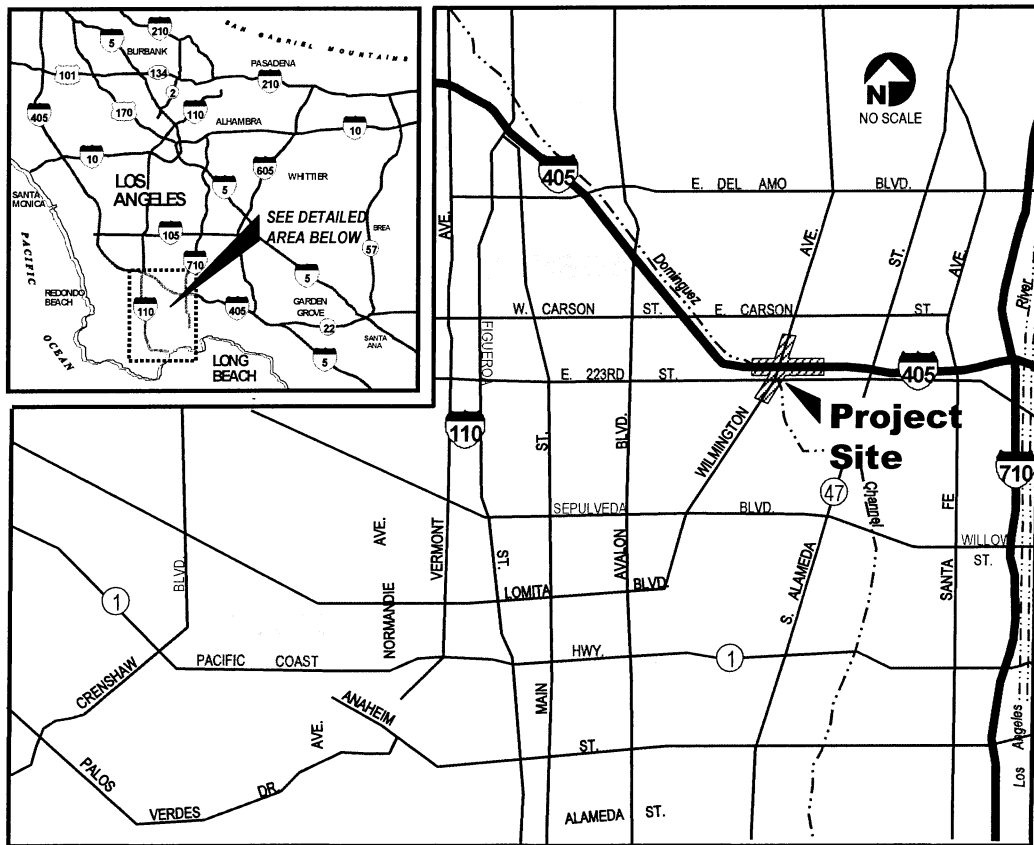 SAN GABRIEL MOUNTAINS
210
5
BURBANK
PASADENA
101
134
210
2
405
170
110
ALHAMBRA
10
10
605
LOS
ANGELES
WHITTIER
5
SANTA
MONICA
SEE DETAILED
AREA BELOW
105
BREA
57
PACIFIC
OCEAN
710
5
REDONDO
BEACH
110
405
GARDEN
GROVE
22
SANTA
ANA
LONG
BEACH
5
N
NO SCALE
405
E. DEL AMO BLVD.
AVE.
AVE.
ST.
AVE.
Dominguez
River
W. CARSON ST.
E. CARSON ST.
FIGUEROA
E. 223RD ST.
405
Project
Site
110
ST.
BLVD.
WILMINGTON
710
47
Channel
SEPULVEDA BLVD.
FE
AVE.
VERMONT
ST.
AVALON
WILLOW
ST.
BLVD.
LOMITA BLVD.
S. ALAMEDA
SANTA
1
NORMANDIE
PACIFIC COAST HWY.
1
CRENSHAW
MAIN
ANAHEIM
ST.
AVE.
Los Angeles
PALOS
VERDES
DR.
ALAMEDA ST.